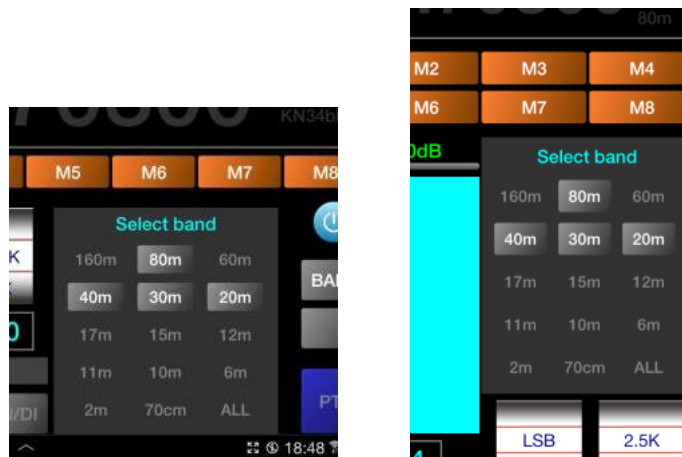 KN34b
M5 M6 M7 M8
Select band
K
160m 80m 60m
BA
40m 30m 20m
0
17m 15m 12m
11m 10m 6m
PT
/DI
2m 70cm ALL
18:48
80m
M2 M3 M4
M6 M7 M8
0dB
Select band
160m 80m 60m
40m 30m 20m
17m 15m 12m
11m 10m 6m
2m 70cm ALL
LSB 2.5K